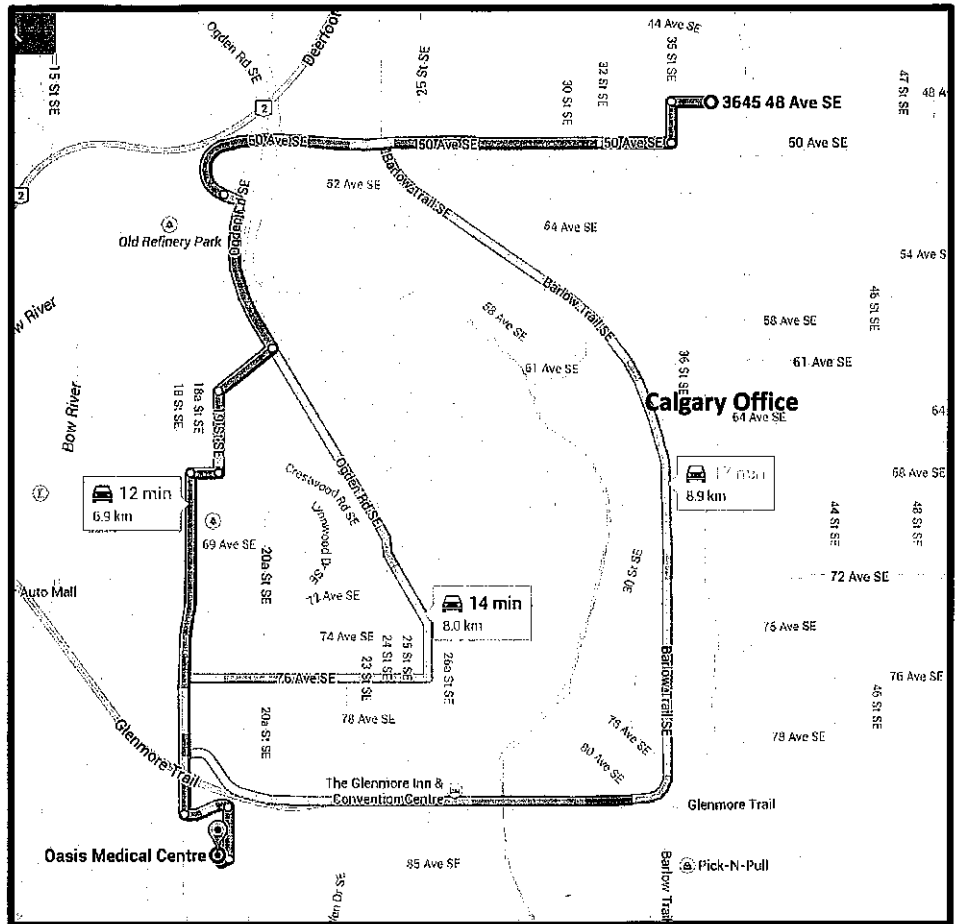 44 Ave SE
Ogden Rd SE
Deerfoot
15 St SE
25 St SE
30 St SE
32 St SE
35 St SE
47 St SE
48 A
3645 48 Ave SE
2
50 Ave SE
50 Ave SE
50 Ave SE
50 Ave SE
2
52 Ave SE
Barlow Trail SE
Ogden Rd SE
Old Refinery Park
64 Ave SE
54 Ave S
w River
Barlow Trail SE
45 St SE
58 Ave SE
58 Ave SE
61 Ave SE
61 Ave SE
36 St SE
Bow River
18 St SE
18a St SE
19 St SE
Calgary Office
64 Ave SE
64
Ogden Rd SE
Crestwood Rd SE
Lynnwood Dr SE
12 min
6.9 km
8.9 km
68 Ave SE
44 St SE
48 St SE
69 Ave SE
20a St SE
30 St SE
72 Ave SE
72 Ave SE
Auto Mall
14 min
8.0 km
74 Ave SE
23 St SE
24 St SE
25 St SE
26a St SE
75 Ave SE
76 Ave SE
76 Ave SE
Barlow Trail SE
46 St SE
78 Ave SE
20a St SE
79 Ave SE
80 Ave SE
Glenmore Trail
The Glenmore Inn &
Convention Centre
Glenmore Trail
Oasis Medical Centre
85 Ave SE
Barlow Trail
Pick-N-Pull